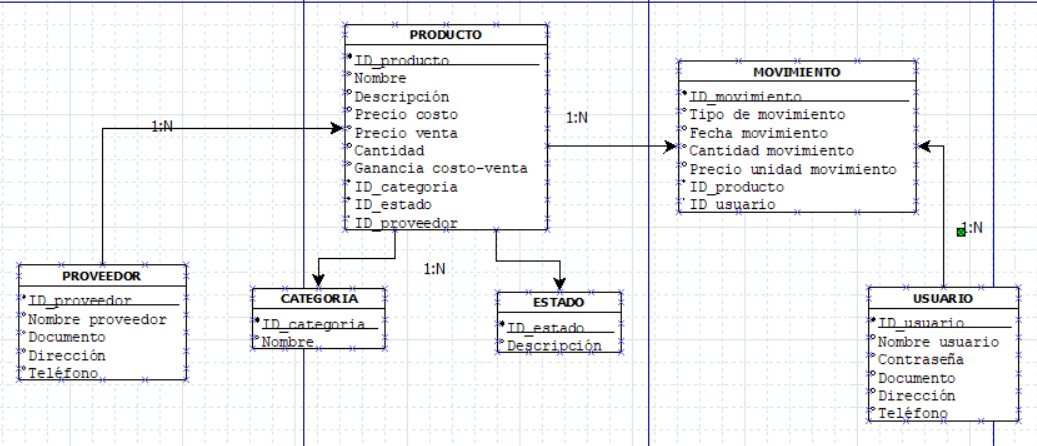 PRODUCTO
ID_producto
Nombre
Descripción
Precio costo
Precio venta
Cantidad
Ganancia costo-venta
ID_categoria
ID_estado
ID_proveedor
1:N
1:N
MOVIMIENTO
ID_movimiento
Tipo de movimiento
Fecha movimiento
Cantidad movimiento
Precio unidad movimiento
ID_producto
ID_usuario
1:N
1:N
PROVEEDOR
ID_proveedor
Nombre proveedor
Documento
Dirección
Teléfono
CATEGORIA
ID_categoria
Nombre
ESTADO
ID_estado
Descripción
USUARIO
ID_usuario
Nombre usuario
Contraseña
Documento
Dirección
Teléfono